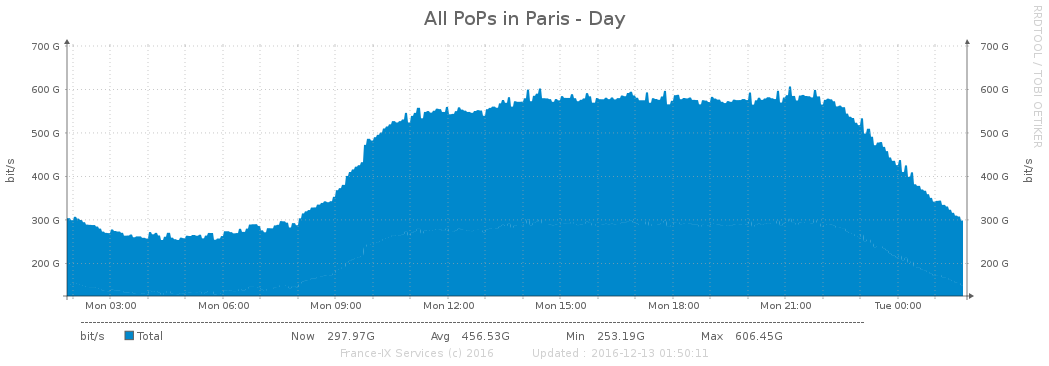 All PoPs in Paris - Day
RRDTOOL / TOBI OETIKER
700 G 700 G
600 G 600 G
500 G 500 G
400 G 400 G
300 G 300 G
200 G 200 G
bit/s bit/s
Mon 03:00 Mon 06:00 Mon 09:00 Mon 12:00 Mon 15:00 Mon 18:00 Mon 21:00 Tue 00:00
bit/s Total Now 297.97G Avg 456.53G Min 253.19G Max 606.45G
France-IX Services (c) 2016 Updated : 2016-12-13 01:50:11